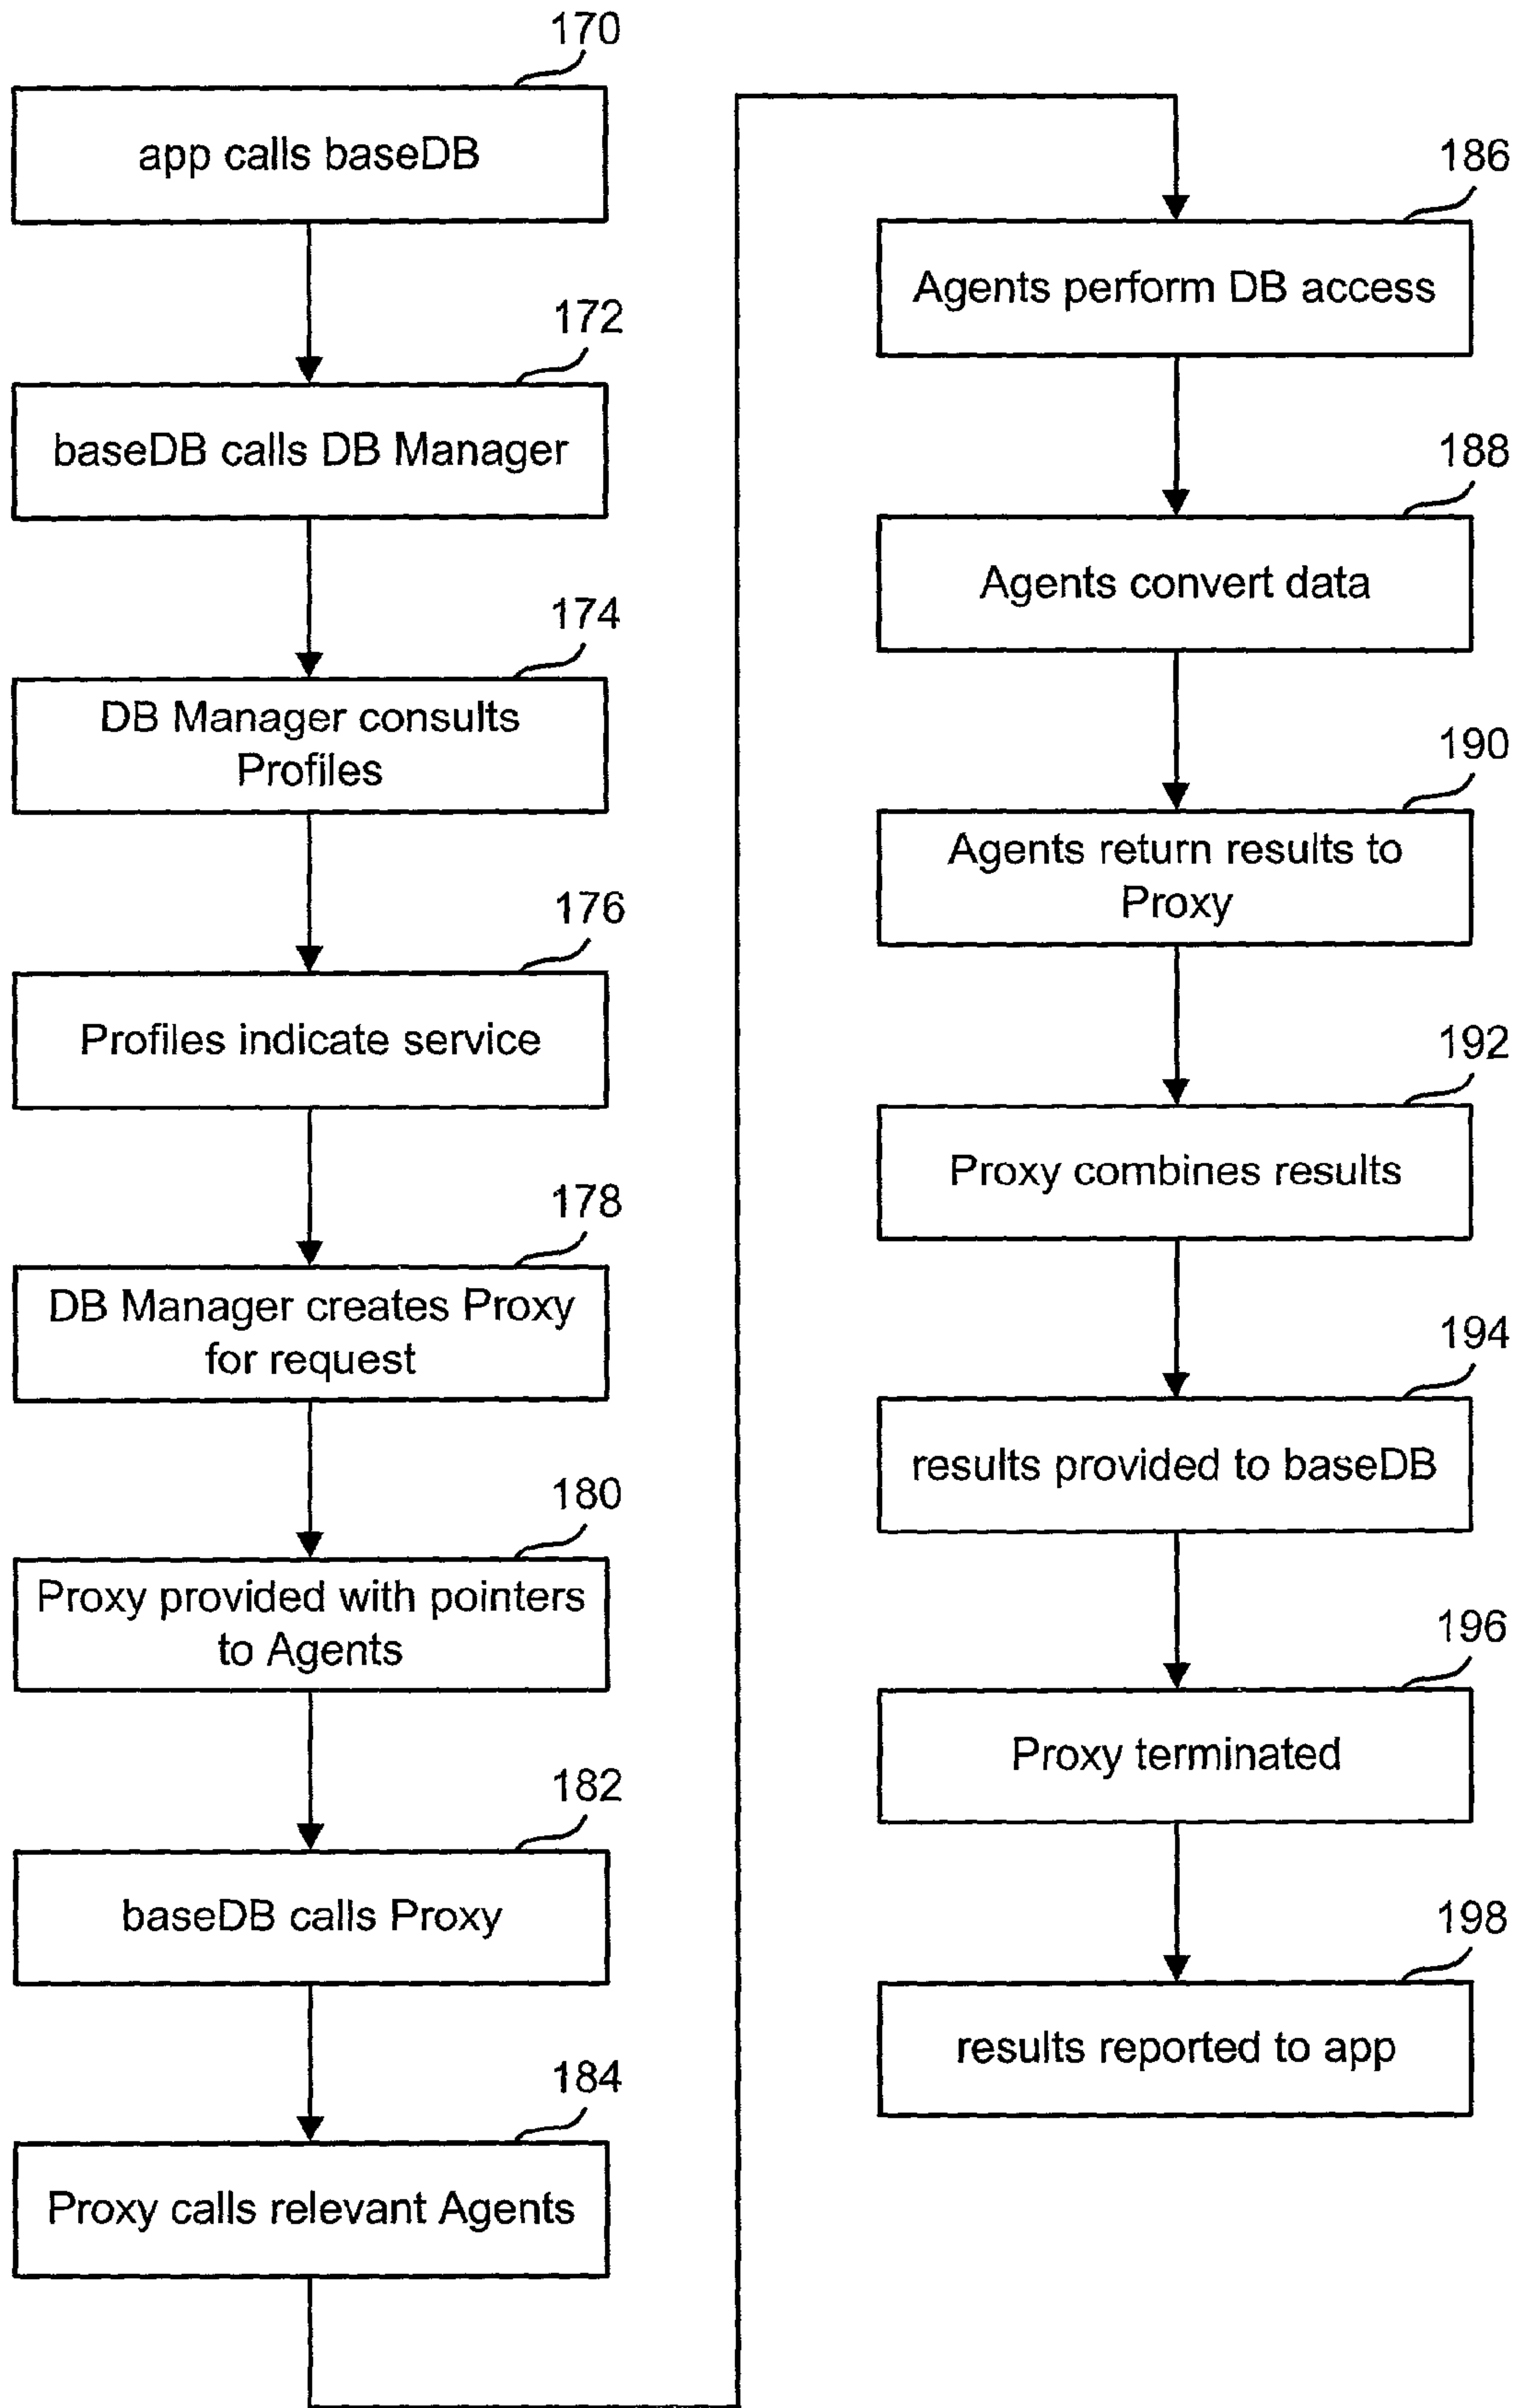 170
app calls baseDB
172
baseDB calls DB Manager
174
DB Manager consults
Profiles
176
Profiles indicate service
178
DB Manager creates Proxy
for request
180
Proxy provided with pointers
to Agents
182
baseDB calls Proxy
184
Proxy calls relevant Agents
186
Agents perform DB access
188
Agents convert data
190
Agents return results to
Proxy
192
Proxy combines results
194
results provided to baseDB
196
Proxy terminated
198
results reported to app